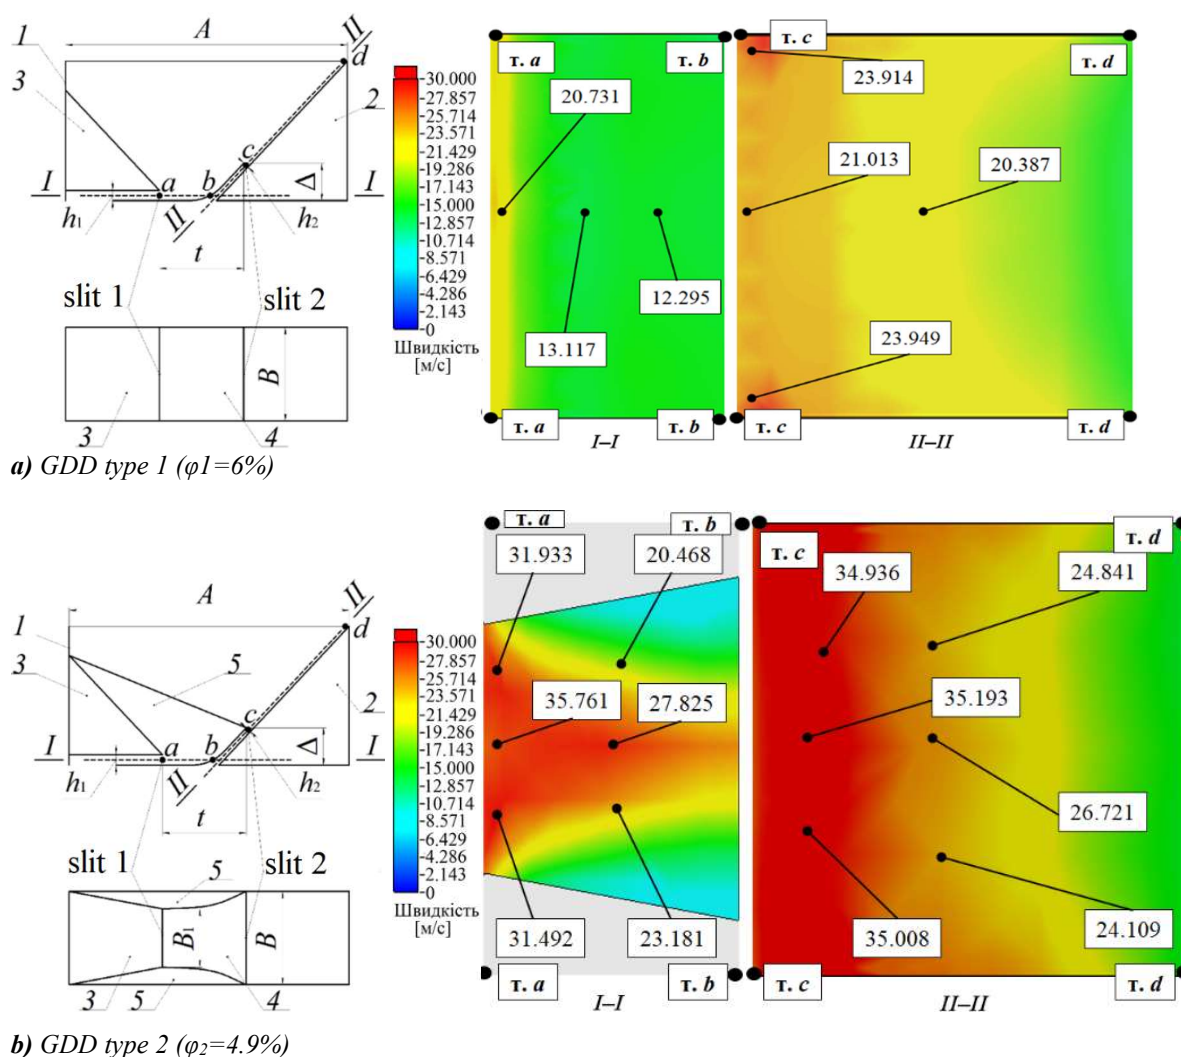 A
II
d
1
3
2
c
I
a
b
Δ
I
h₁
II
h₂
t
slit 1
slit 2
B
3
4
30.000
27.857
25.714
23.571
21.429
19.286
17.143
15.000
12.857
10.714
8.571
6.429
4.286
2.143
0
Швидкість
[м/с]
т. a
т. b
20.731
13.117
12.295
т. a
т. b
I–I
т. c
т. d
23.914
21.013
20.387
23.949
т. c
т. d
II–II
a) GDD type 1 (φ1=6%)
A
II
d
1
3
5
2
c
I
a
b
Δ
I
h₁
II
h₂
t
slit 1
slit 2
5
B₁
B
3
5
4
30.000
27.857
25.714
23.571
21.429
19.286
17.143
15.000
12.857
10.714
8.571
6.429
4.286
2.143
0
Швидкість
[м/с]
т. a
т. b
31.933
20.468
35.761
27.825
31.492
23.181
т. a
т. b
I–I
т. c
т. d
34.936
24.841
35.193
26.721
35.008
24.109
т. c
т. d
II–II
b) GDD type 2 (φ₂=4.9%)